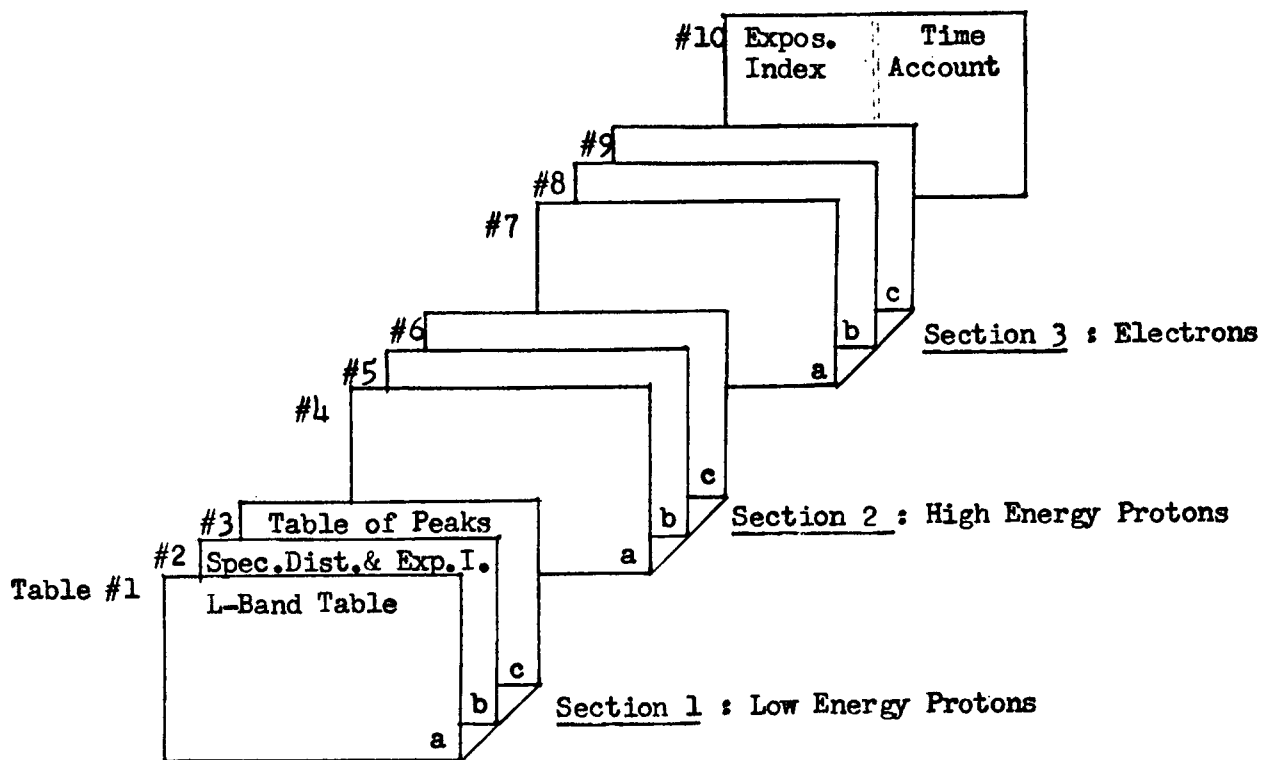 #10 Expos. Time
Index Account
#9
#8
#7
c
b
a
Section 3 : Electrons
#6
#5
#4
c
b
a
Section 2 : High Energy Protons
#3 Table of Peaks
#2 Spec.Dist.& Exp.I.
Table #1 L-Band Table
c
b
a
Section 1 : Low Energy Protons